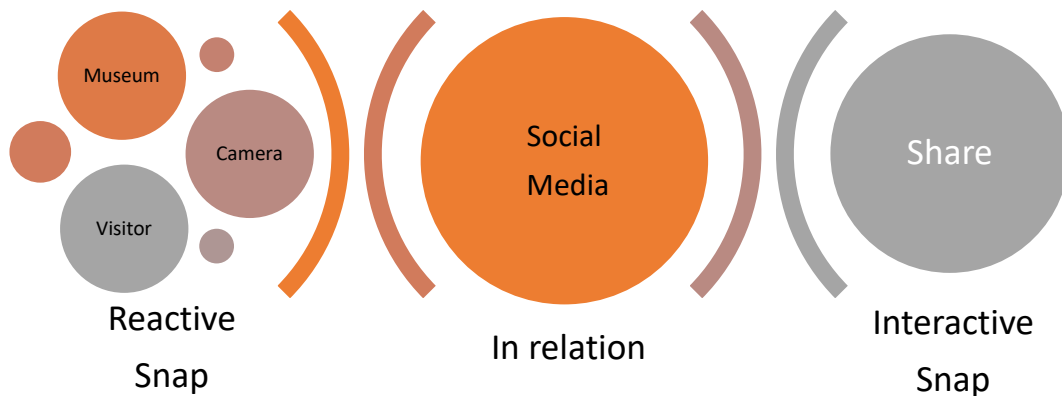 Museum
Camera
Visitor
Reactive
Snap
Social
Media
In relation
Share
Interactive
Snap